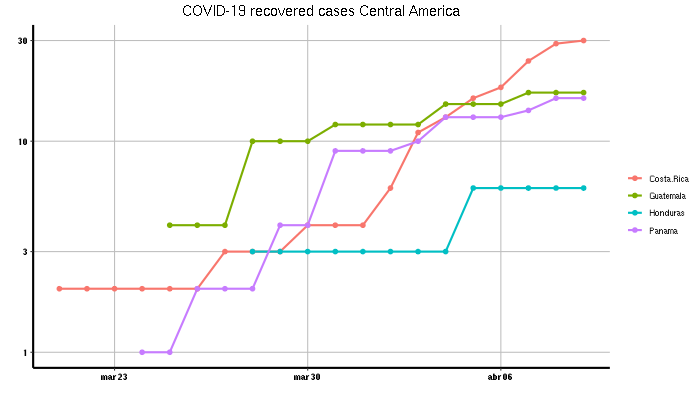 COVID-19 recovered cases Central America
30
10
3
1
mar 23
mar 30
abr 06
Costa.Rica
Guatemala
Honduras
Panama